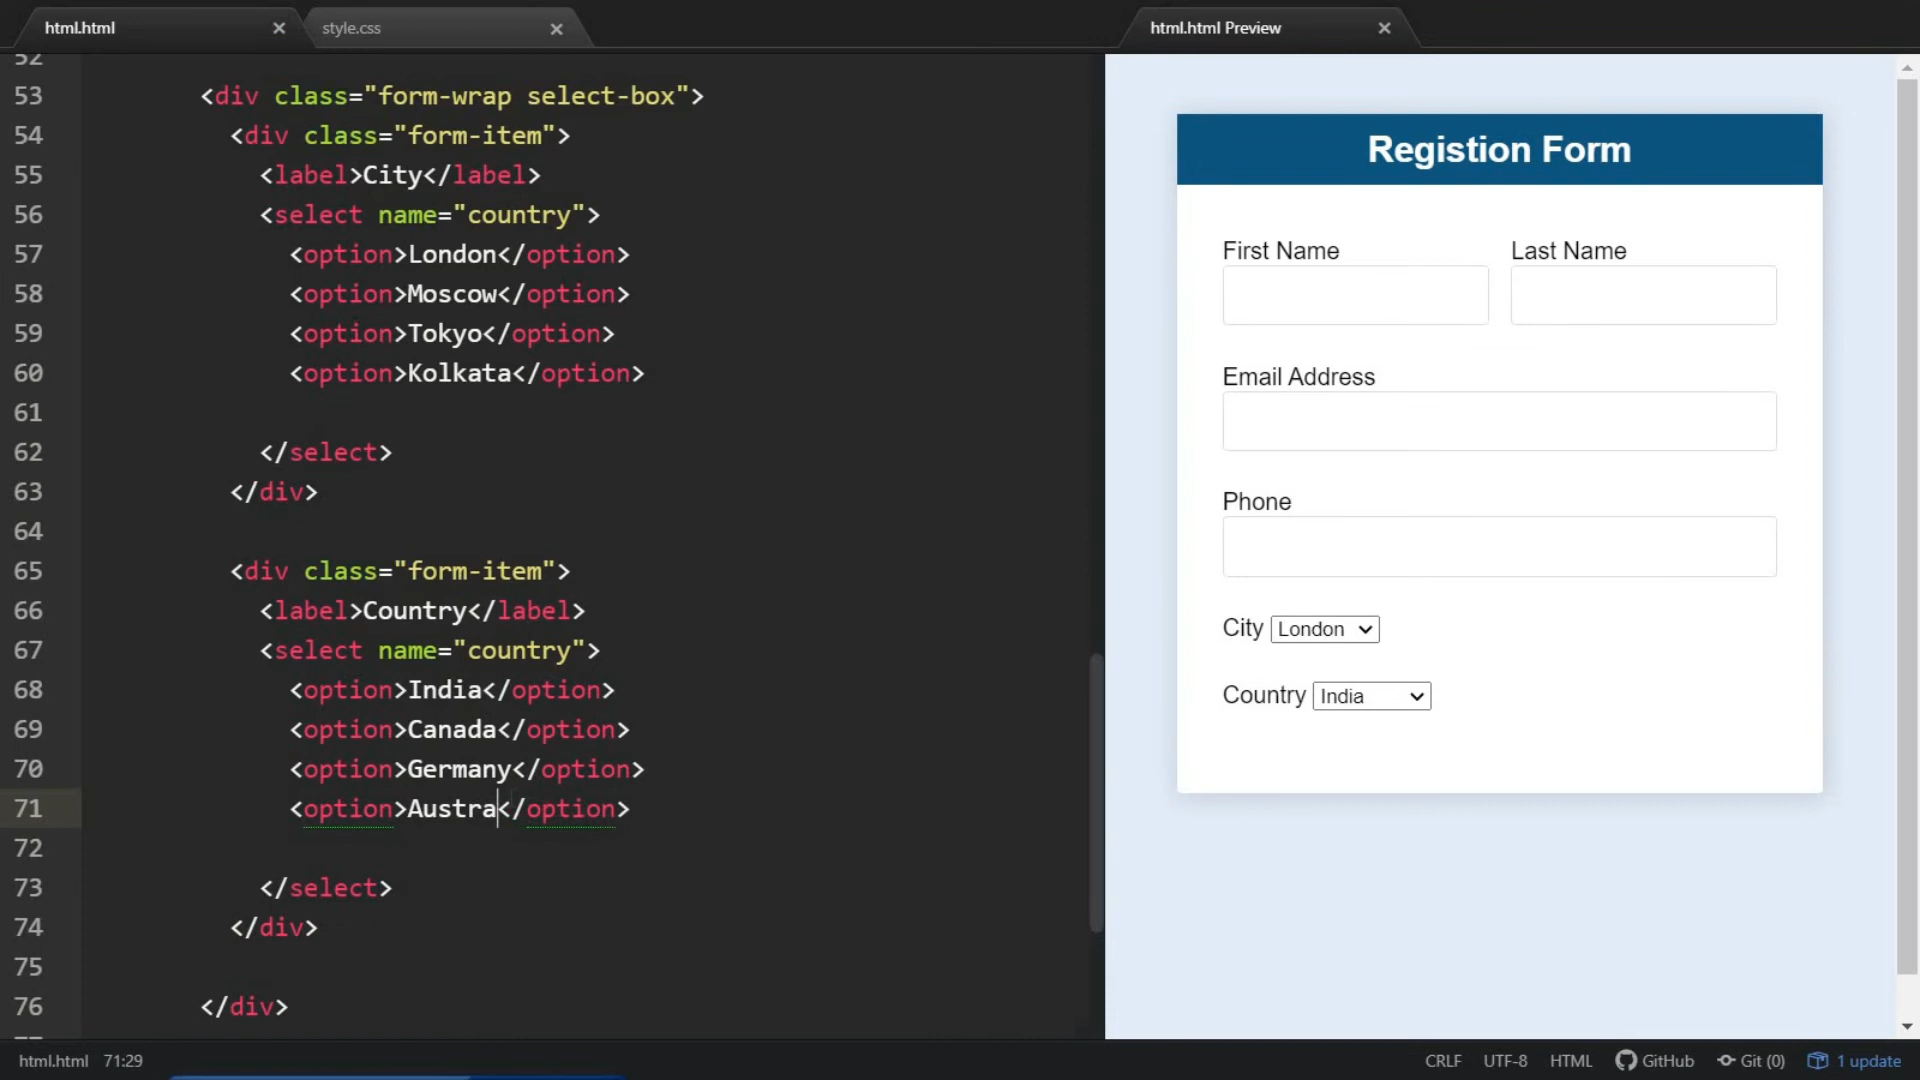 html.html
style.css
html.html Preview
52
53 <div class="form-wrap select-box">
54 <div class="form-item">
55 <label>City</label>
56 <select name="country">
57 <option>London</option>
58 <option>Moscow</option>
59 <option>Tokyo</option>
60 <option>Kolkata</option>
61
62 </select>
63 </div>
64
65 <div class="form-item">
66 <label>Country</label>
67 <select name="country">
68 <option>India</option>
69 <option>Canada</option>
70 <option>Germany</option>
71 <option>Austra</option>
72
73 </select>
74 </div>
75
76 </div>
Registion Form
First Name Last Name
Email Address
Phone
City London
Country India
html.html 71:29
CRLF UTF-8 HTML GitHub Git (0) 1 update